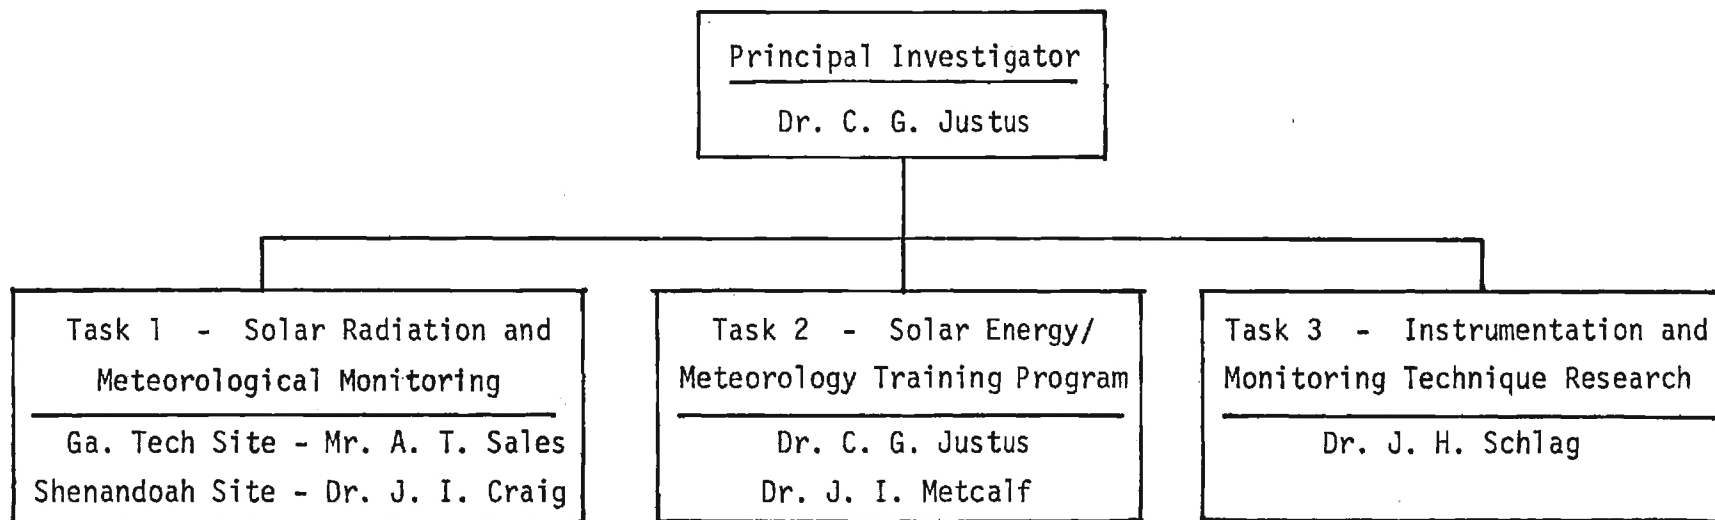 Principal Investigator
Dr. C. G. Justus
Task 1 - Solar Radiation and
Meteorological Monitoring
Ga. Tech Site - Mr. A. T. Sales
Shenandoah Site - Dr. J. I. Craig
Task 2 - Solar Energy/
Meteorology Training Program
Dr. C. G. Justus
Dr. J. I. Metcalf
Task 3 - Instrumentation and
Monitoring Technique Research
Dr. J. H. Schlag